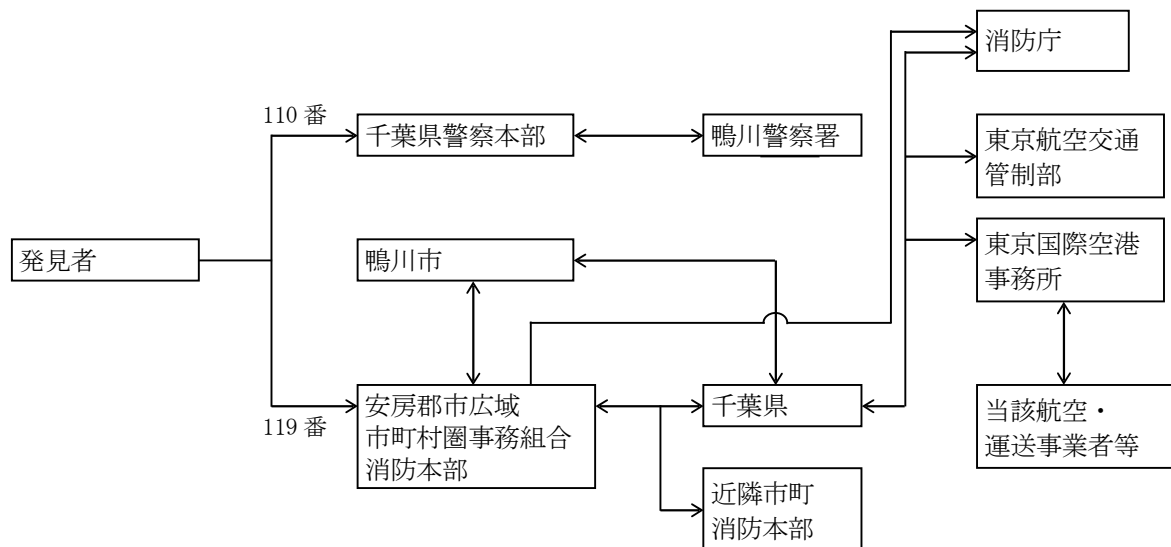 消防庁
110 番
千葉県警察本部
鴨川警察署
東京航空交通
管制部
発見者
鴨川市
東京国際空港
事務所
安房郡市広域
市町村圏事務組合
消防本部
119 番
千葉県
当該航空・
運送事業者等
近隣市町
消防本部